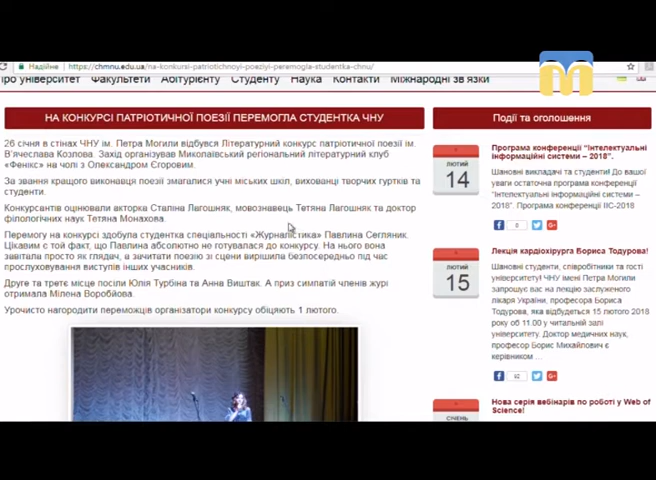 Надійне
https://chmnu.edu.ua/na-konkursi-patriotichnoyi-poeziyi-peremogla-studentka-chnu/
про університет Факультети Абітурієнту Студенту Наука Контакти Міжнародні зв'язки
НА КОНКУРСІ ПАТРІОТИЧНОЇ ПОЕЗІЇ ПЕРЕМОГЛА СТУДЕНТКА ЧНУ
26 січня в стінах ЧНУ ім. Петра Могили відбувся Літературний конкурс патріотичної поезії ім.
В'ячеслава Козлова. Захід організував Миколаївський регіональний літературний клуб
«Фенікс» на чолі з Олександром Єгоровим.
За звання кращого виконавця поезії змагалися учні міських шкіл, вихованці творчих гуртків та
студенти.
Конкурсантів оцінювали акторка Сталіна Лагошняк, мовознавець Тетяна Лагошняк та доктор
філологічних наук Тетяна Монахова.
Перемогу на конкурсі здобула студентка спеціальності «Журналістика» Павлина Сегляник.
Цікавим є той факт, що Павлина абсолютно не готувалася до конкурсу. На нього вона
завітала просто як глядач, а зачитати поезію зі сцени вирішила безпосередньо під час
прослуховування виступів інших учасників.
Друге та третє місце посіли Юлія Турбіна та Анна Виштак. А приз симпатій членів журі
отримала Мілена Воробйова.
Урочисто нагородити переможців організатори конкурсу обіцяють 1 лютого.
Події та оголошення
ЛЮТИЙ
14
Програма конференції "Інтелектуальні
інформаційні системи – 2018".
Шановні викладачі та студенти! До вашої
уваги остаточна програма конференції
"Інтелектуальні інформаційні системи –
2018". Програма конференції ІІС-2018
0
ЛЮТИЙ
15
Лекція кардіохірурга Бориса Тодурова!
Шановні студенти, співробітники та гості
університету! ЧНУ імені Петра Могили
запрошує вас на лекцію заслуженого
лікаря України, професора Бориса
Тодурова, яка відбудеться 15 лютого 2018
року об 11.00 у читальній залі
університету. Доктор медичних наук,
професор Борис Михайлович є
керівником ...
СІЧЕНЬ
Нова серія вебінарів по роботі у Web of
Science!